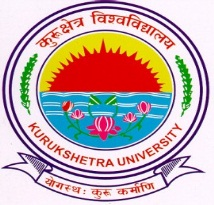 कुरुक्षेत्र विश्वविद्यालय
KURUKSHETRA UNIVERSITY
योगस्थः कुरु कर्माणि